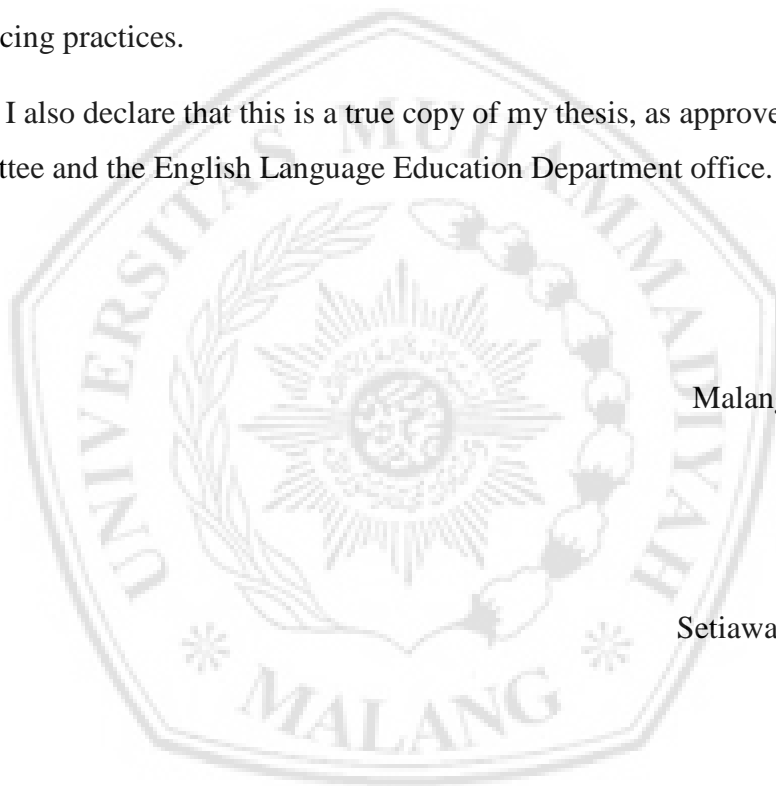 cing practices.
I also declare that this is a true copy of my thesis, as approve
ttee and the English Language Education Department office.
Malang
Setiawa
UNIVERSITAS MUHAMMADIYAH
MALANG